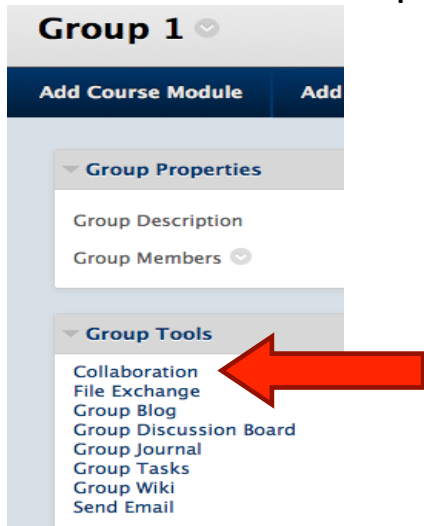 Group 1
Add Course Module Add
Group Properties
Group Description
Group Members
Group Tools
Collaboration
File Exchange
Group Blog
Group Discussion Board
Group Journal
Group Tasks
Group Wiki
Send Email